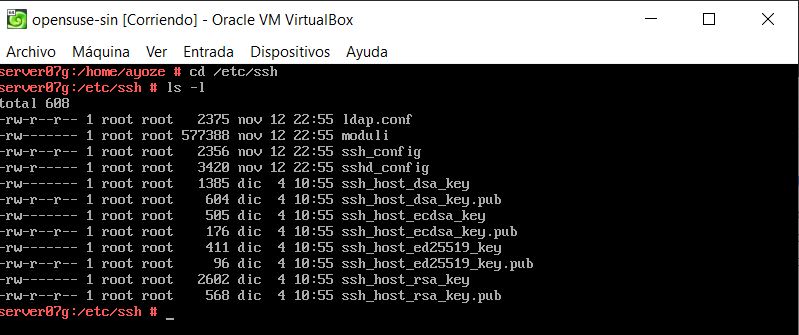 opensuse-sin [Corriendo] - Oracle VM VirtualBox
Archivo Máquina Ver Entrada Dispositivos Ayuda
server07g:/home/ayoze # cd /etc/ssh
server07g:/etc/ssh # ls -l
total 608
-rw-r--r-- 1 root root   2375 nov 12 22:55 ldap.conf
-rw------- 1 root root 577388 nov 12 22:55 moduli
-rw-r--r-- 1 root root   2356 nov 12 22:55 ssh_config
-rw-r----- 1 root root   3420 nov 12 22:55 sshd_config
-rw------- 1 root root   1385 dic  4 10:55 ssh_host_dsa_key
-rw-r--r-- 1 root root    604 dic  4 10:55 ssh_host_dsa_key.pub
-rw------- 1 root root    505 dic  4 10:55 ssh_host_ecdsa_key
-rw-r--r-- 1 root root    176 dic  4 10:55 ssh_host_ecdsa_key.pub
-rw------- 1 root root    411 dic  4 10:55 ssh_host_ed25519_key
-rw-r--r-- 1 root root     96 dic  4 10:55 ssh_host_ed25519_key.pub
-rw------- 1 root root   2602 dic  4 10:55 ssh_host_rsa_key
-rw-r--r-- 1 root root    568 dic  4 10:55 ssh_host_rsa_key.pub
server07g:/etc/ssh # _